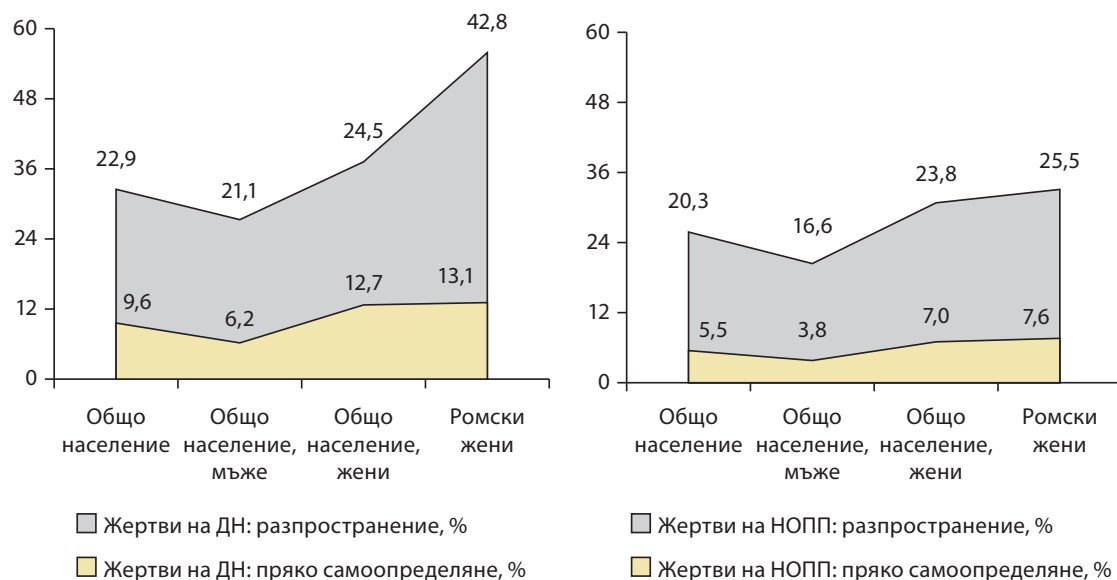 60
48
36
24
12
0
22,9
21,1
24,5
42,8
9,6
6,2
12,7
13,1
Общо
население
Общо
население,
мъже
Общо
население,
жени
Ромски
жени
Жертви на ДН: разпространение, %
Жертви на ДН: пряко самоопределяне, %
60
48
36
24
12
0
20,3
16,6
23,8
25,5
5,5
3,8
7,0
7,6
Общо
население
Общо
население,
мъже
Общо
население,
жени
Ромски
жени
Жертви на НОПП: разпространение, %
Жертви на НОПП: пряко самоопределяне, %